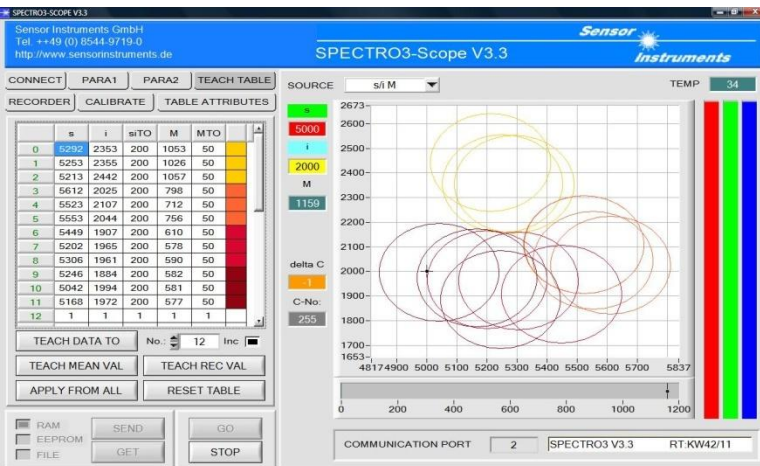 SPECTRO3-SCOPE V3.3
Sensor Instruments GmbH
Tel. ++49 (0) 8544-9719-0
http://www.sensorinstruments.de
SPECTRO3-Scope V3.3
Sensor
Instruments
CONNECT PARA1 PARA2 TEACH TABLE
RECORDER CALIBRATE TABLE ATTRIBUTES
s i siTO M MTO
0 5292 2353 200 1053 50
1 5253 2355 200 1026 50
2 5213 2442 200 1057 50
3 5612 2025 200 798 50
4 5523 2107 200 712 50
5 5553 2044 200 756 50
6 5449 1907 200 610 50
7 5202 1965 200 578 50
8 5306 1961 200 590 50
9 5246 1884 200 582 50
10 5042 1994 200 581 50
11 5168 1972 200 577 50
12 1 1 1 1 1
TEACH DATA TO No.: 12 Inc
TEACH MEAN VAL TEACH REC VAL
APPLY FROM ALL RESET TABLE
RAM
EEPROM
FILE
SEND GO
GET STOP
SOURCE s/i M TEMP 34
s
5000
i
2000
M
1159
delta C
-1
C-No:
255
2673
2600
2500
2400
2300
2200
2100
2000
1900
1800
1700
1653
4817 4900 5000 5100 5200 5300 5400 5500 5600 5700 5837
0 200 400 600 800 1000 1200
COMMUNICATION PORT 2 SPECTRO3 V3.3 RT:KW42/11